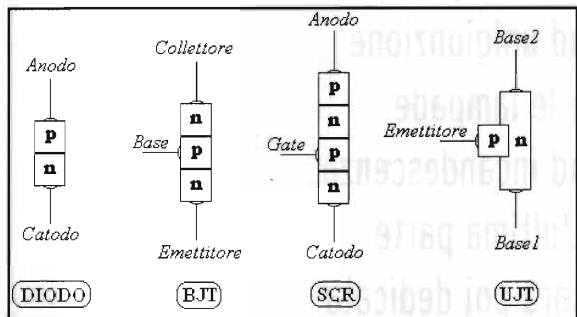 Anodo
p
n
Catodo
DIODO
Collettore
n
Base
p
n
Emettitore
BJT
Anodo
p
n
Gate
p
n
Catodo
SCR
Base2
Emettitore
p
n
Base1
UJT